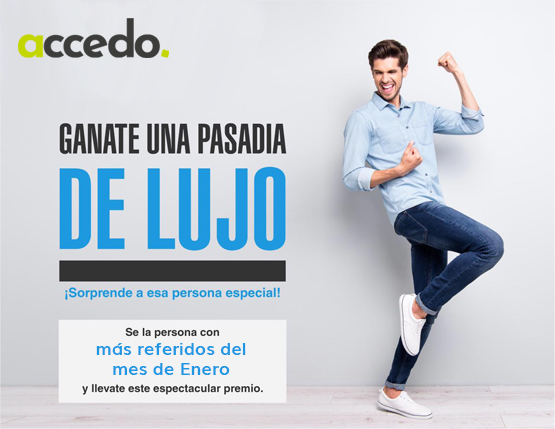 accedo.
GANATE UNA PASADIA
DE LUJO
¡Sorprende a esa persona especial!
Se la persona con
más referidos del
mes de Enero
y llevate este espectacular premio.